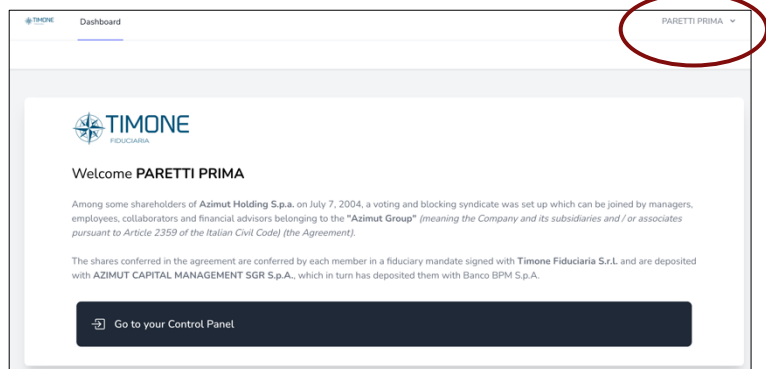 TIMONE
Dashboard
PARETTI PRIMA
TIMONE
FIDUCIARIA
Welcome PARETTI PRIMA
Among some shareholders of Azimut Holding S.p.a. on July 7, 2004, a voting and blocking syndicate was set up which can be joined by managers,
employees, collaborators and financial advisors belonging to the "Azimut Group" (meaning the Company and its subsidiaries and / or associates
pursuant to Article 2359 of the Italian Civil Code) (the Agreement).
The shares conferred in the agreement are conferred by each member in a fiduciary mandate signed with Timone Fiduciaria S.r.l. and are deposited
with AZIMUT CAPITAL MANAGEMENT SGR S.p.A., which in turn has deposited them with Banco BPM S.p.A.
Go to your Control Panel